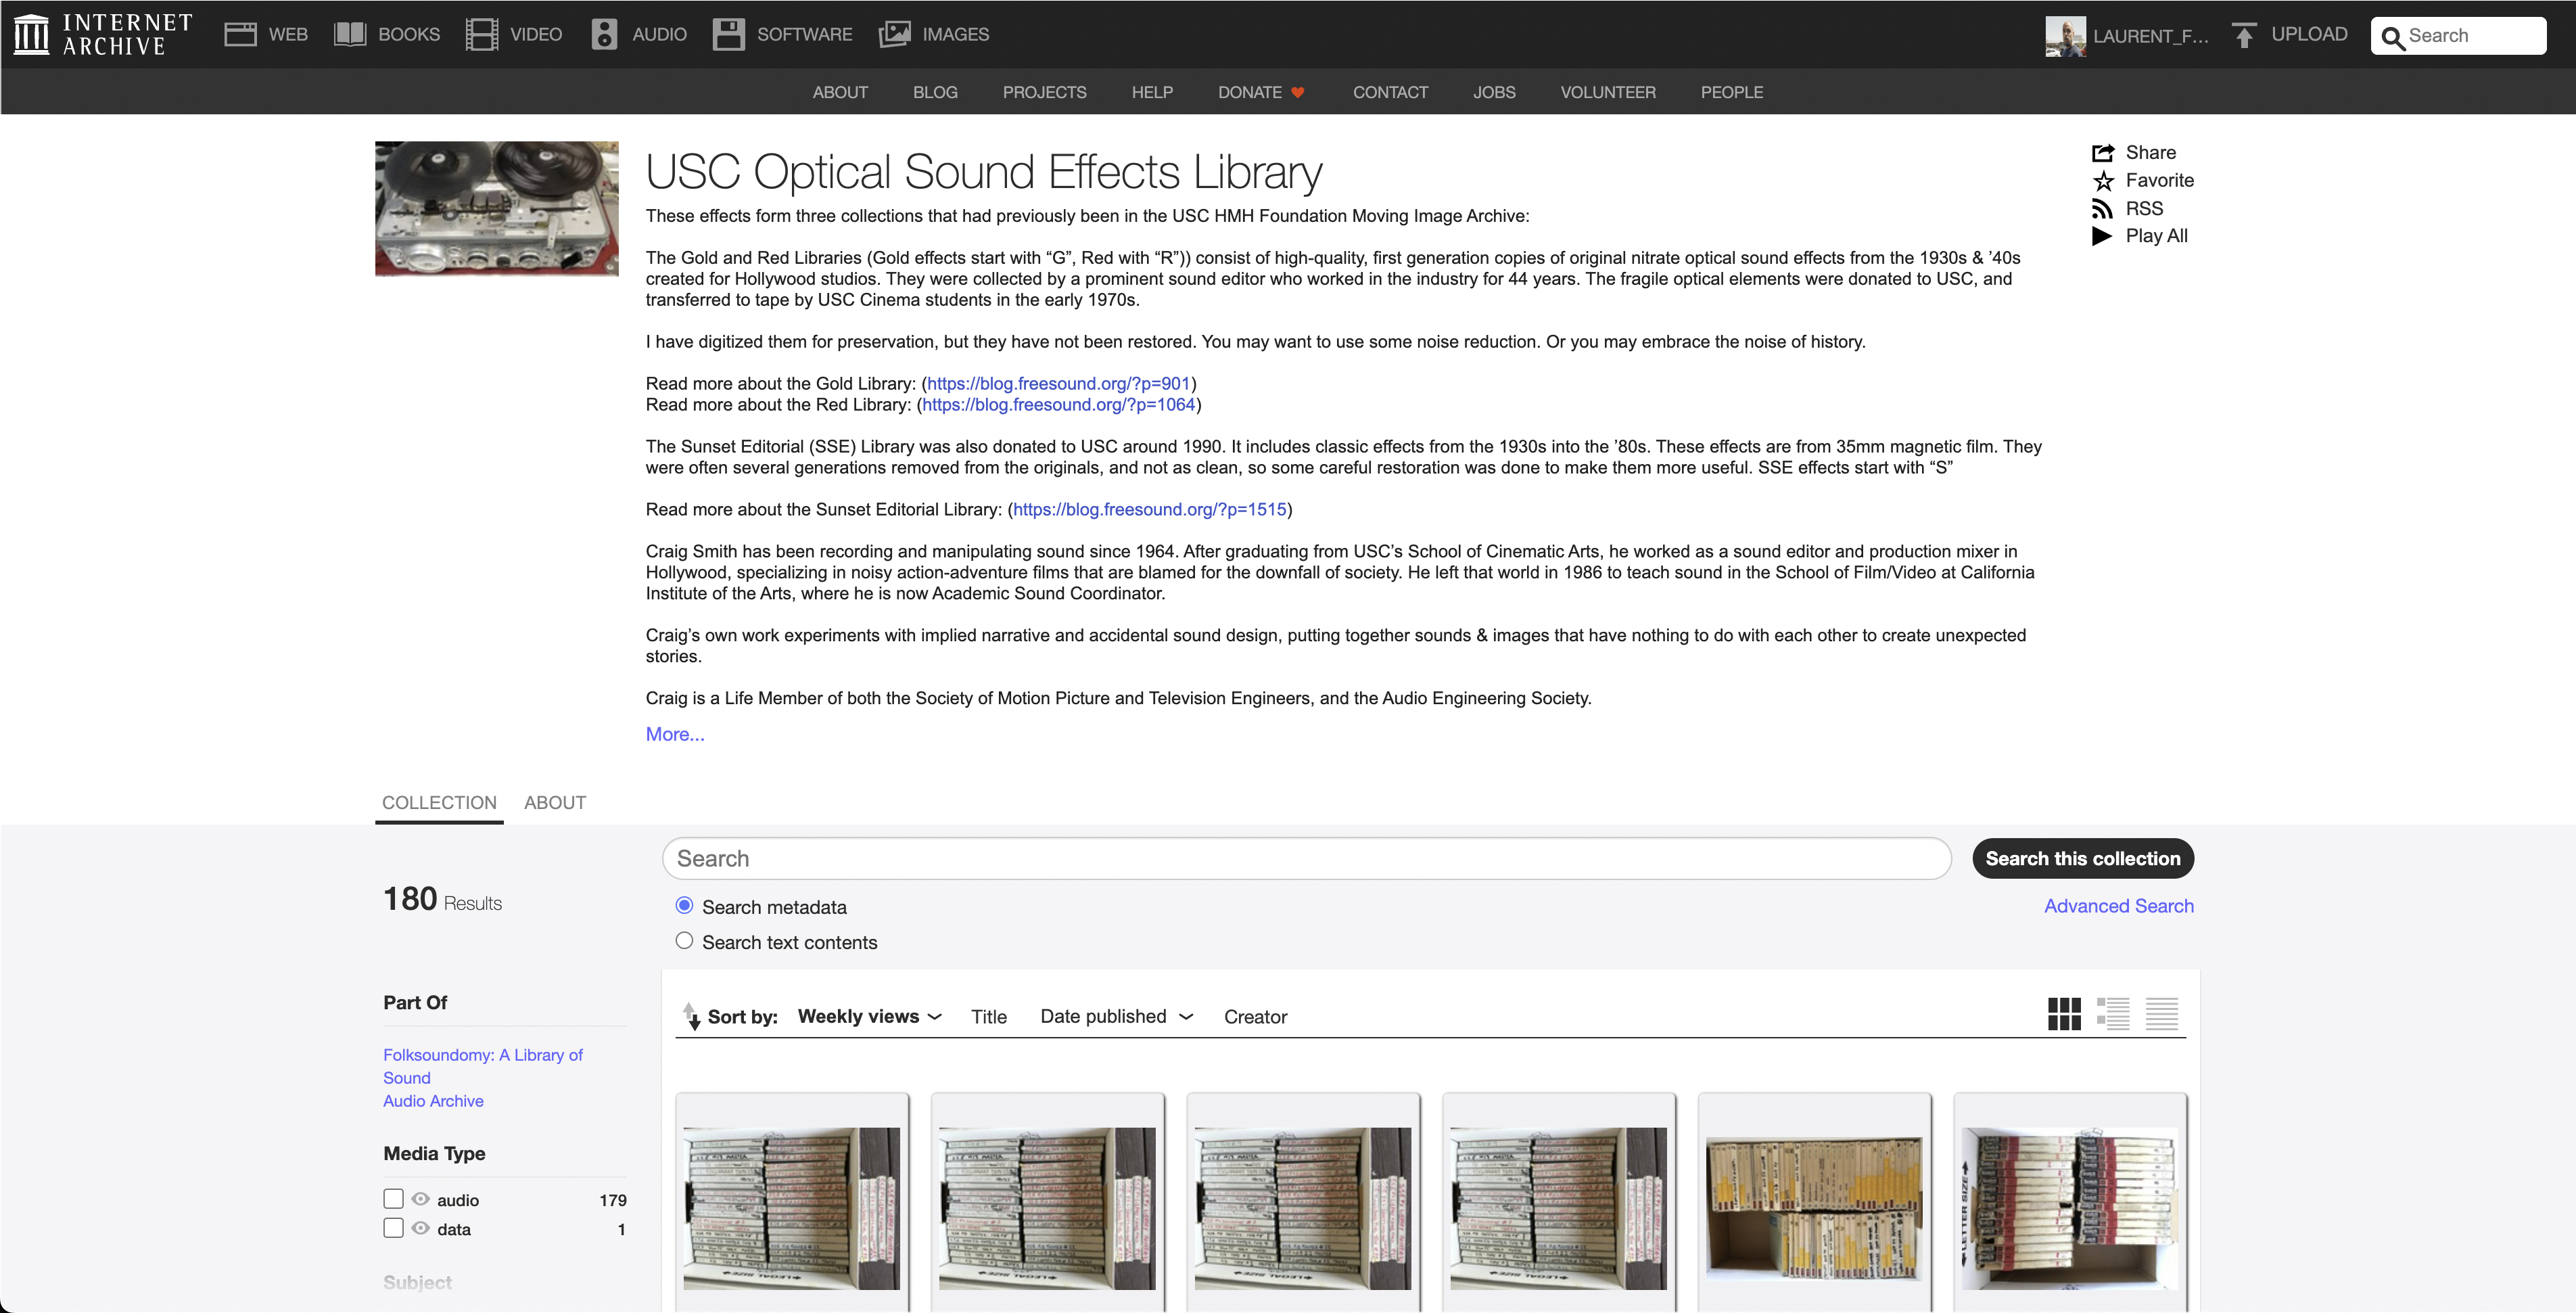 INTERNET
ARCHIVE
WEB
BOOKS
VIDEO
AUDIO
SOFTWARE
IMAGES
LAURENT_F...
UPLOAD
Search
ABOUT
BLOG
PROJECTS
HELP
DONATE
CONTACT
JOBS
VOLUNTEER
PEOPLE
USC Optical Sound Effects Library
These effects form three collections that had previously been in the USC HMH Foundation Moving Image Archive:
The Gold and Red Libraries (Gold effects start with “G”, Red with “R”)) consist of high-quality, first generation copies of original nitrate optical sound effects from the 1930s & ’40s
created for Hollywood studios. They were collected by a prominent sound editor who worked in the industry for 44 years. The fragile optical elements were donated to USC, and
transferred to tape by USC Cinema students in the early 1970s.
I have digitized them for preservation, but they have not been restored. You may want to use some noise reduction. Or you may embrace the noise of history.
Read more about the Gold Library: (https://blog.freesound.org/?p=901)
Read more about the Red Library: (https://blog.freesound.org/?p=1064)
The Sunset Editorial (SSE) Library was also donated to USC around 1990. It includes classic effects from the 1930s into the ’80s. These effects are from 35mm magnetic film. They
were often several generations removed from the originals, and not as clean, so some careful restoration was done to make them more useful. SSE effects start with “S”
Read more about the Sunset Editorial Library: (https://blog.freesound.org/?p=1515)
Craig Smith has been recording and manipulating sound since 1964. After graduating from USC’s School of Cinematic Arts, he worked as a sound editor and production mixer in
Hollywood, specializing in noisy action-adventure films that are blamed for the downfall of society. He left that world in 1986 to teach sound in the School of Film/Video at California
Institute of the Arts, where he is now Academic Sound Coordinator.
Craig’s own work experiments with implied narrative and accidental sound design, putting together sounds & images that have nothing to do with each other to create unexpected
stories.
Craig is a Life Member of both the Society of Motion Picture and Television Engineers, and the Audio Engineering Society.
More...
Share
Favorite
RSS
Play All
COLLECTION
ABOUT
180 Results
Search
Search this collection
Search metadata
Search text contents
Advanced Search
Part Of
Folksoundomy: A Library of
Sound
Audio Archive
Media Type
audio 179
data 1
Subject
Sort by:
Weekly views
Title
Date published
Creator
LEGAL SIZE
LEGAL SIZE
LEGAL SIZE
LEGAL SIZE
LETTER SIZE